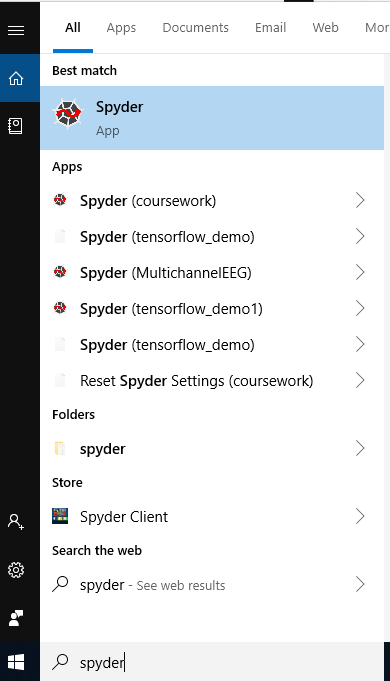 All Apps Documents Email Web Mor
Best match
Spyder
App
Apps
Spyder (coursework)
Spyder (tensorflow_demo)
Spyder (MultichannelEEG)
Spyder (tensorflow_demo1)
Spyder (tensorflow_demo)
Reset Spyder Settings (coursework)
Folders
spyder
Store
Spyder Client
Search the web
spyder - See web results
spyder